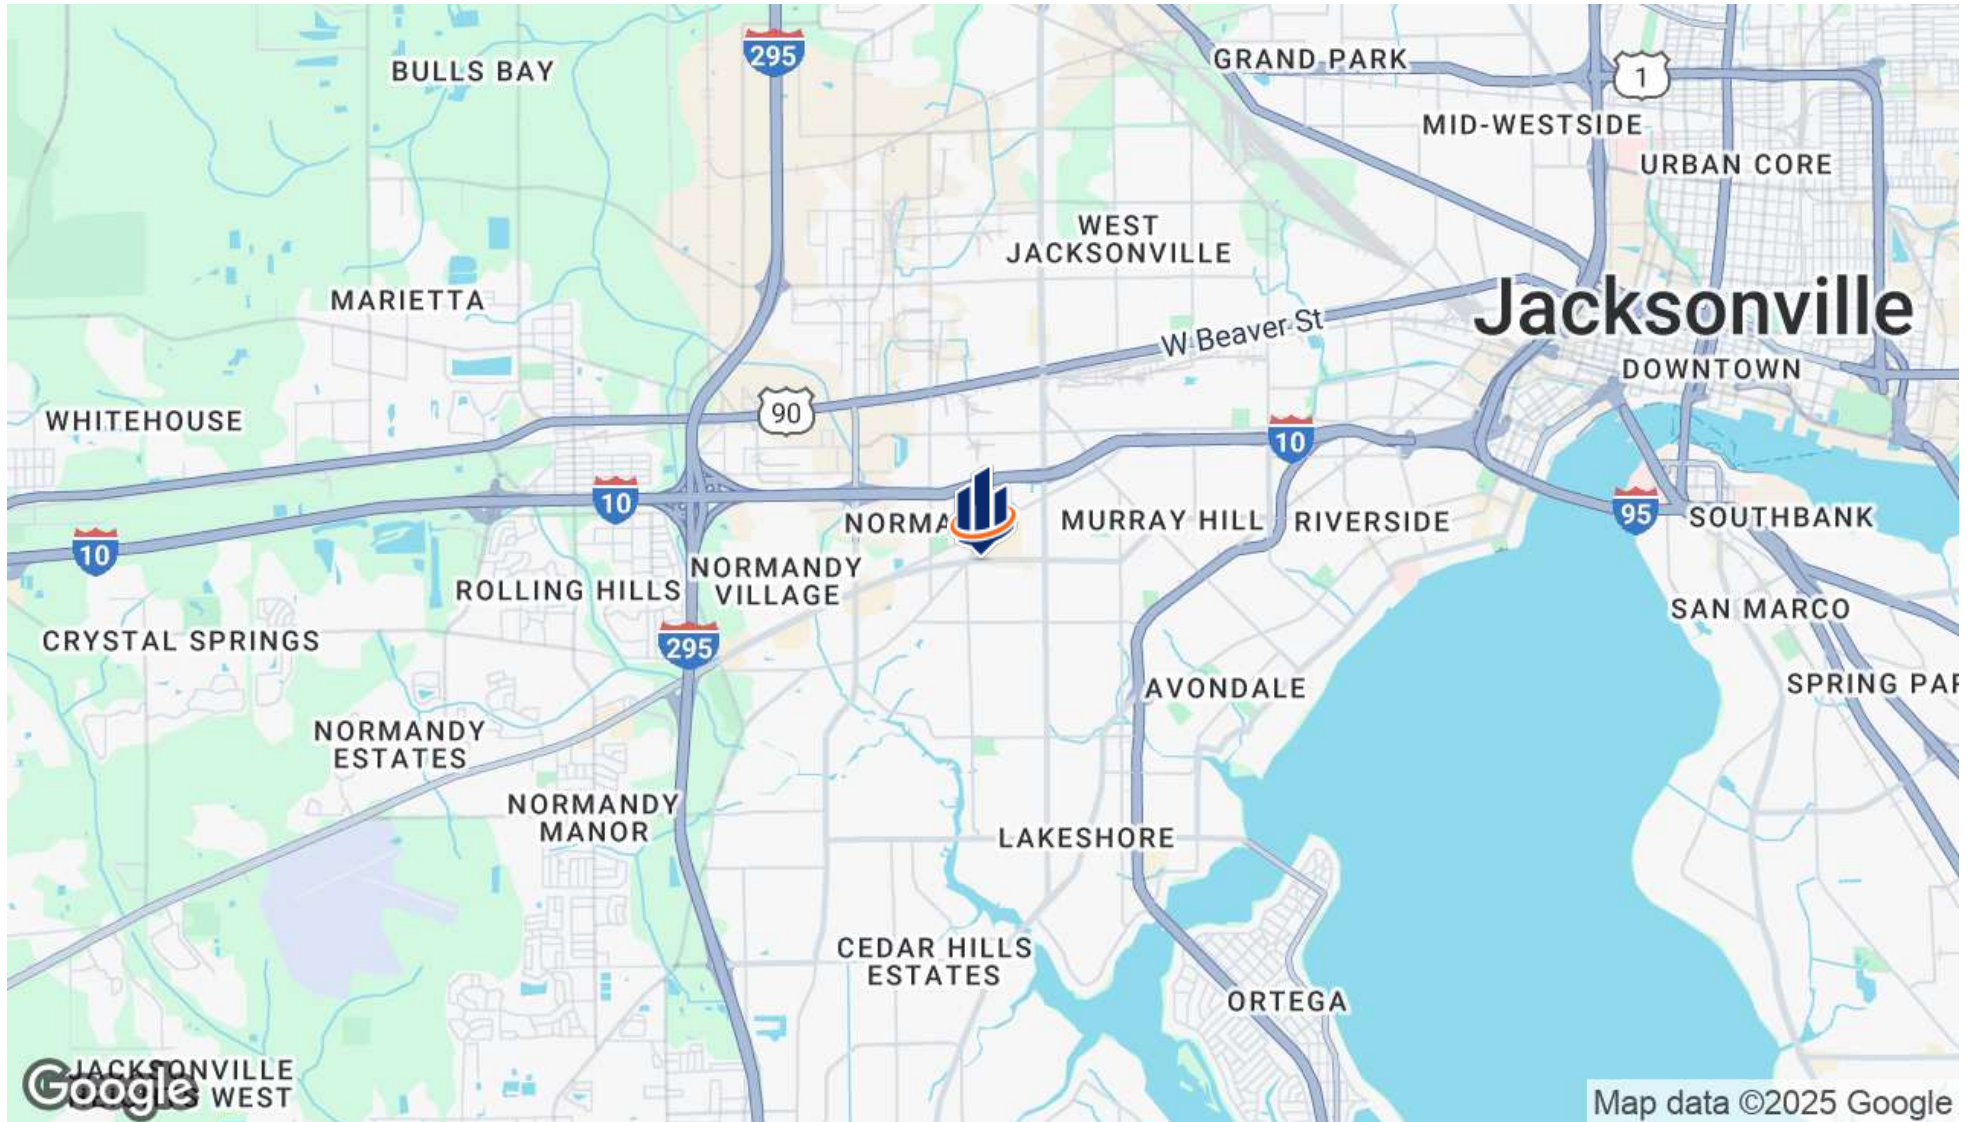 295
GRAND PARK
BULLS BAY
1
MID-WESTSIDE
URBAN CORE
WEST
JACKSONVILLE
MARIETTA
Jacksonville
W Beaver St
DOWNTOWN
90
WHITEHOUSE
10
10
10
NORMA
MURRAY HILL
RIVERSIDE
95
SOUTHBANK
NORMANDY
VILLAGE
ROLLING HILLS
SAN MARCO
CRYSTAL SPRINGS
295
AVONDALE
SPRING PAR
NORMANDY
ESTATES
NORMANDY
MANOR
LAKESHORE
CEDAR HILLS
ESTATES
ORTEGA
JACKSONVILLE
WEST
Google
Map data ©2025 Google